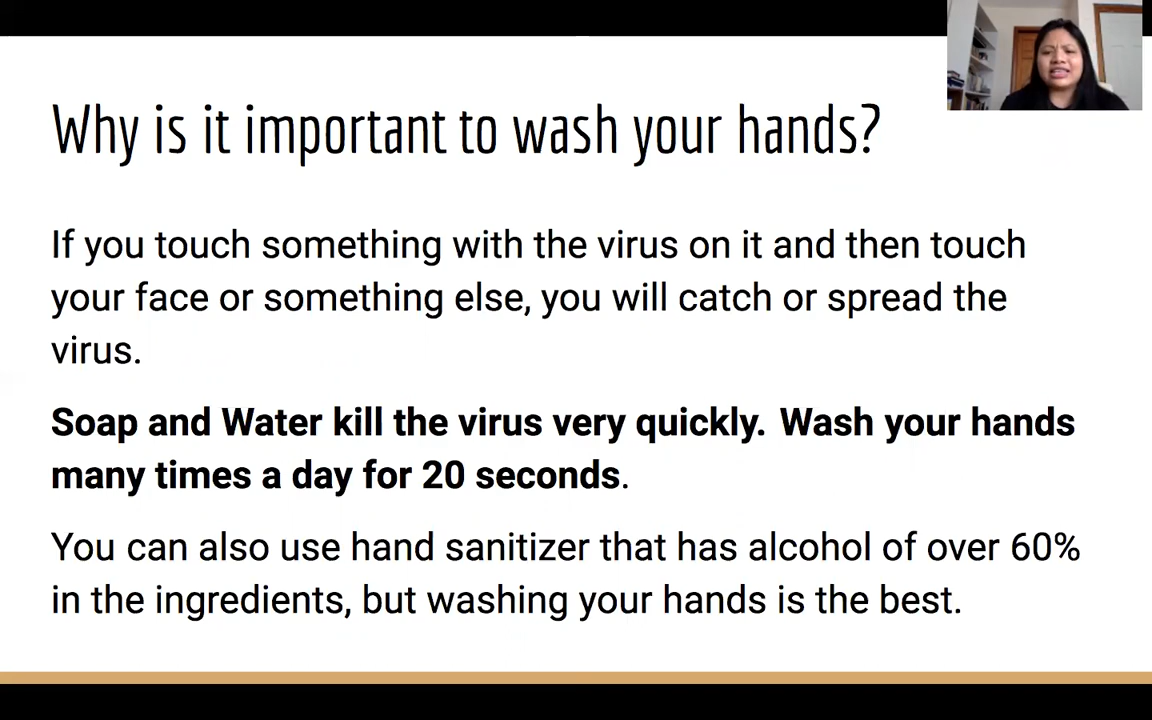 Why is it important to wash your hands?
If you touch something with the virus on it and then touch
your face or something else, you will catch or spread the
virus.
Soap and Water kill the virus very quickly. Wash your hands
many times a day for 20 seconds.
You can also use hand sanitizer that has alcohol of over 60%
in the ingredients, but washing your hands is the best.